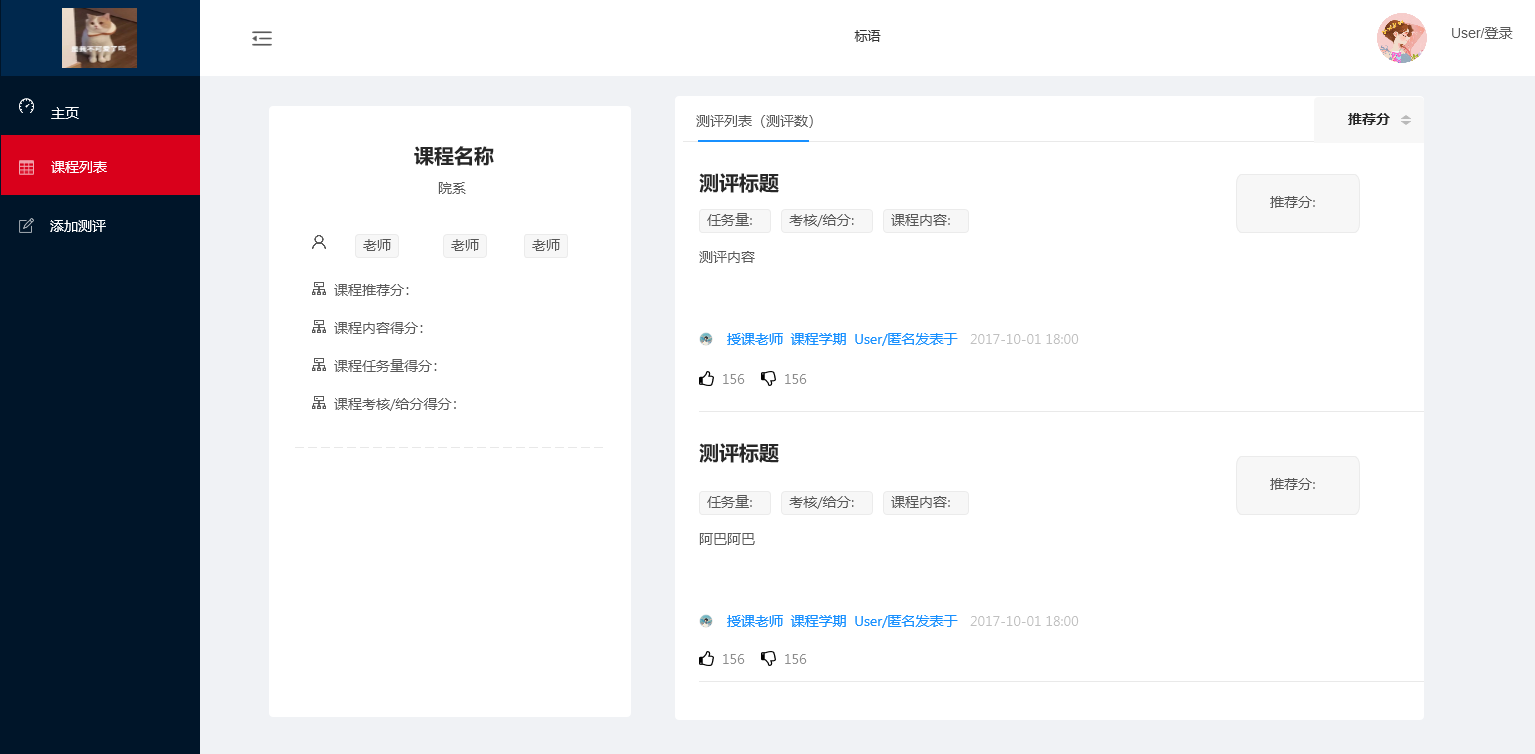 是我不可爱了吗
标语
User/登录
主页
课程列表
添加测评
课程名称
院系
老师 老师 老师
课程推荐分:
课程内容得分:
课程任务量得分:
课程考核/给分得分:
测评列表（测评数）
推荐分
测评标题
推荐分:
任务量: 考核/给分: 课程内容:
测评内容
授课老师 课程学期 User/匿名发表于 2017-10-01 18:00
156 156
测评标题
推荐分:
任务量: 考核/给分: 课程内容:
阿巴阿巴
授课老师 课程学期 User/匿名发表于 2017-10-01 18:00
156 156